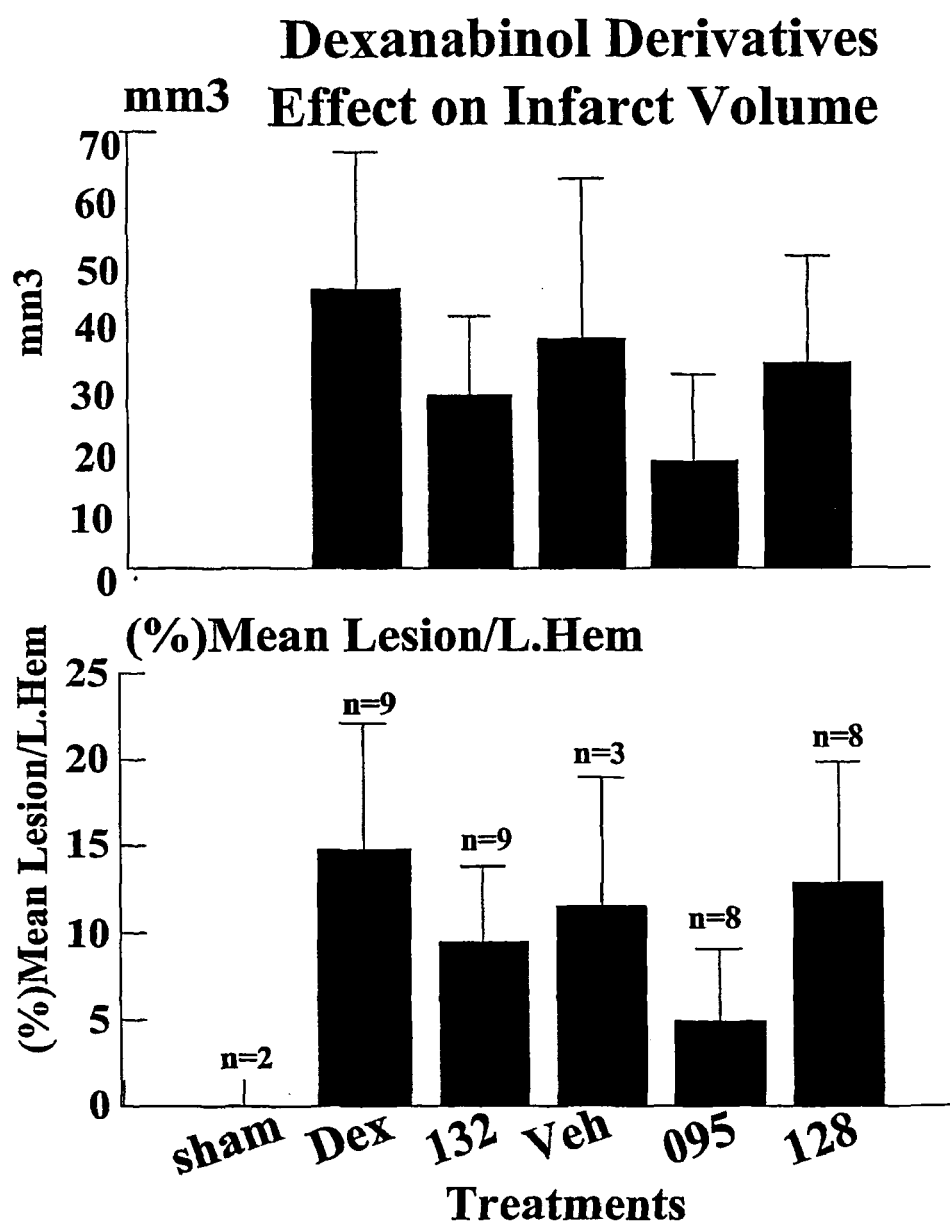 Dexanabinol Derivatives
mm3 Effect on Infarct Volume
70
60
50
40
30
20
10
0
mm3
(%)Mean Lesion/L.Hem
25
20
15
10
5
0
(%)Mean Lesion/L.Hem
n=2
n=9
n=9
n=3
n=8
n=8
sham Dex 132 Veh 095 128
Treatments